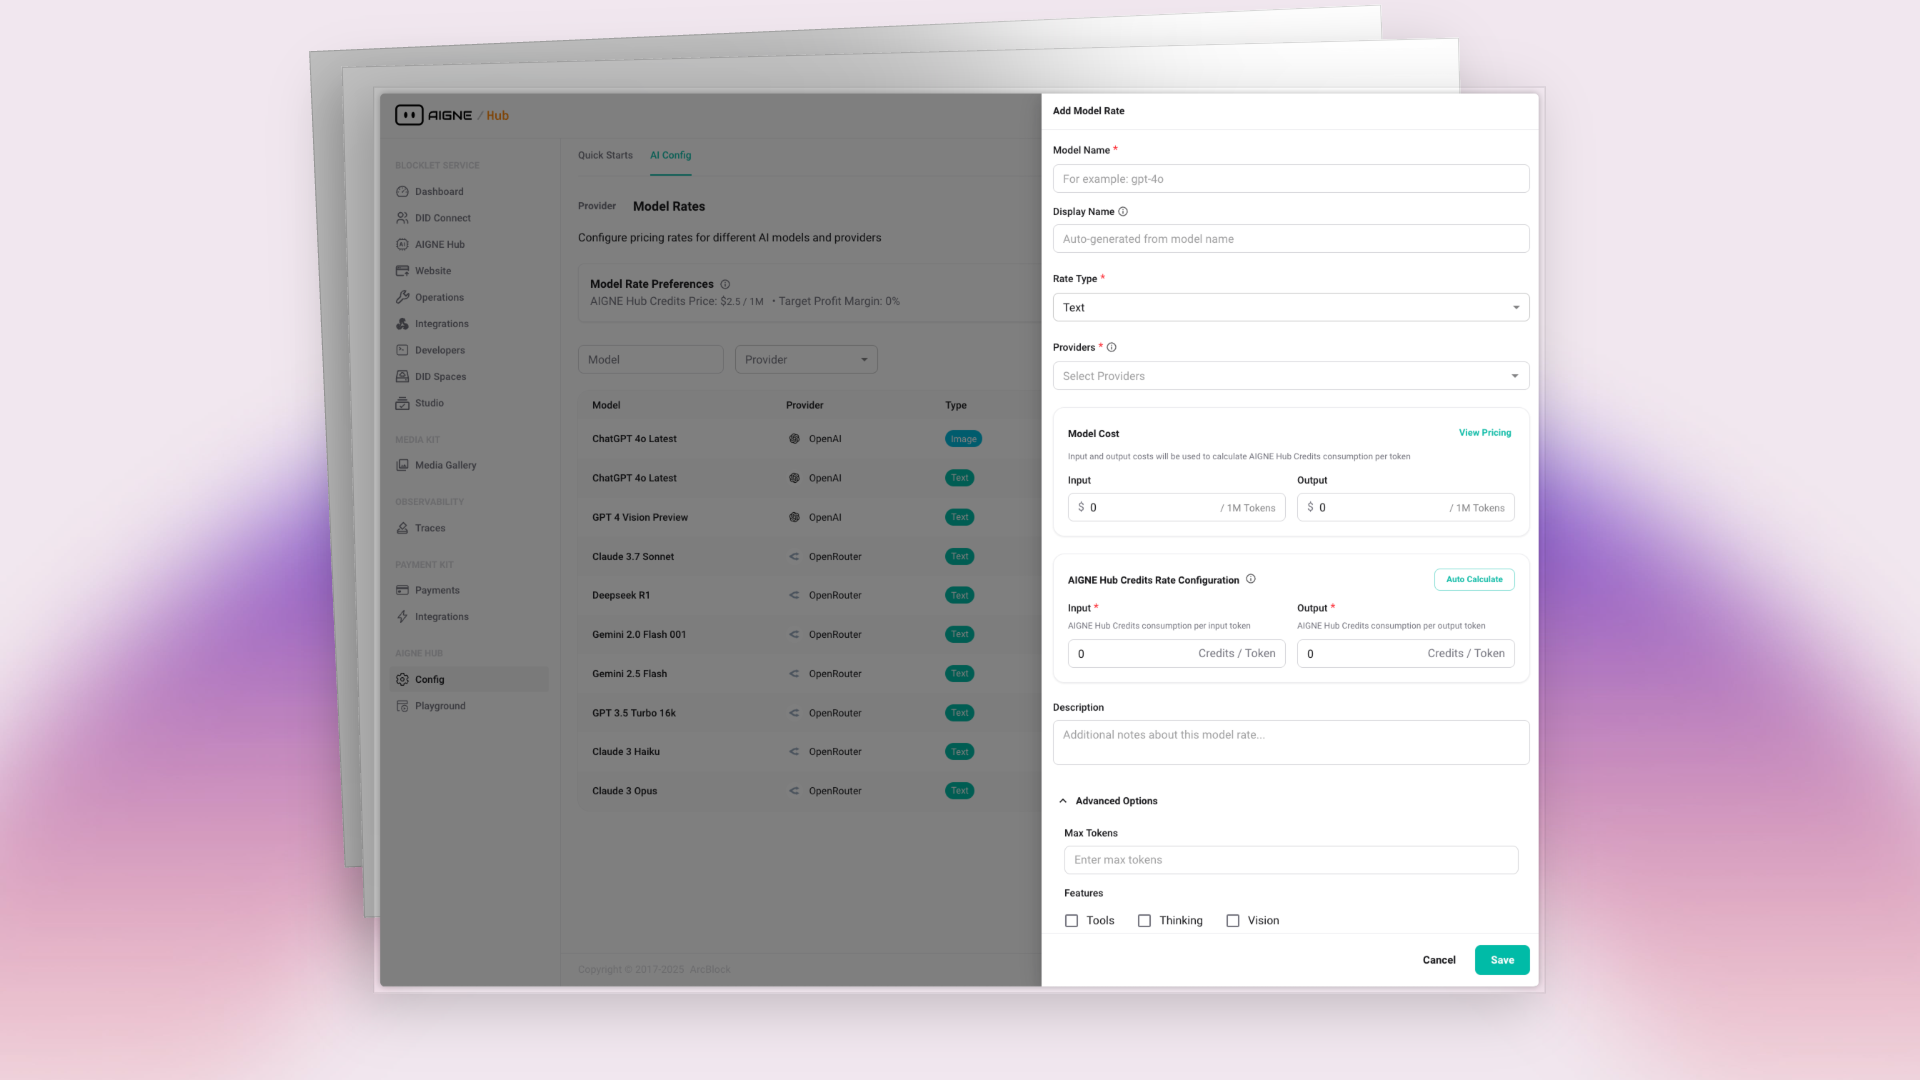 AIGNE / Hub
BLOCKLET SERVICE
Dashboard
DID Connect
AIGNE Hub
Website
Operations
Integrations
Developers
DID Spaces
Studio
MEDIA KIT
Media Gallery
OBSERVABILITY
Traces
PAYMENT KIT
Payments
Integrations
AIGNE HUB
Config
Playground
Quick Starts AI Config
Provider Model Rates
Configure pricing rates for different AI models and providers
Model Rate Preferences
AIGNE Hub Credits Price: $2.5 / 1M • Target Profit Margin: 0%
Model Provider
Model Provider Type
ChatGPT 4o Latest OpenAI Image
ChatGPT 4o Latest OpenAI Text
GPT 4 Vision Preview OpenAI Text
Claude 3.7 Sonnet OpenRouter Text
Deepseek R1 OpenRouter Text
Gemini 2.0 Flash 001 OpenRouter Text
Gemini 2.5 Flash OpenRouter Text
GPT 3.5 Turbo 16k OpenRouter Text
Claude 3 Haiku OpenRouter Text
Claude 3 Opus OpenRouter Text
Copyright © 2017-2025 ArcBlock
Add Model Rate
Model Name *
For example: gpt-4o
Display Name
Auto-generated from model name
Rate Type *
Text
Providers *
Select Providers
Model Cost View Pricing
Input and output costs will be used to calculate AIGNE Hub Credits consumption per token
Input Output
$ 0 / 1M Tokens $ 0 / 1M Tokens
AIGNE Hub Credits Rate Configuration Auto Calculate
Input * Output *
AIGNE Hub Credits consumption per input token AIGNE Hub Credits consumption per output token
0 Credits / Token 0 Credits / Token
Description
Additional notes about this model rate...
Advanced Options
Max Tokens
Enter max tokens
Features
Tools Thinking Vision
Cancel Save